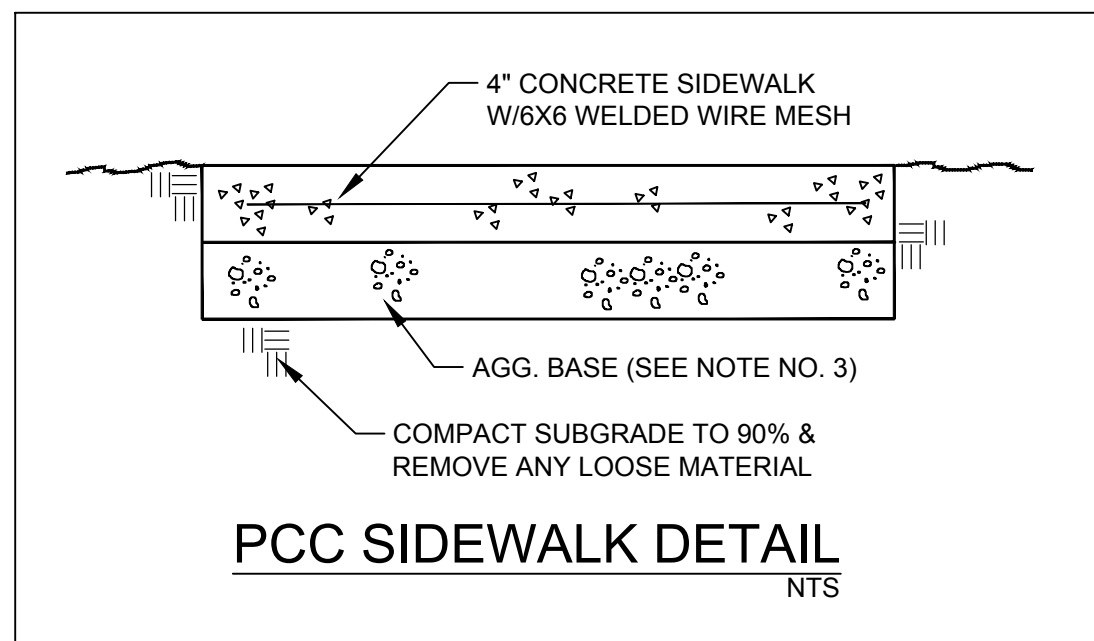 4" CONCRETE SIDEWALK
W/6X6 WELDED WIRE MESH
AGG. BASE (SEE NOTE NO. 3)
COMPACT SUBGRADE TO 90% &
REMOVE ANY LOOSE MATERIAL
PCC SIDEWALK DETAIL
NTS